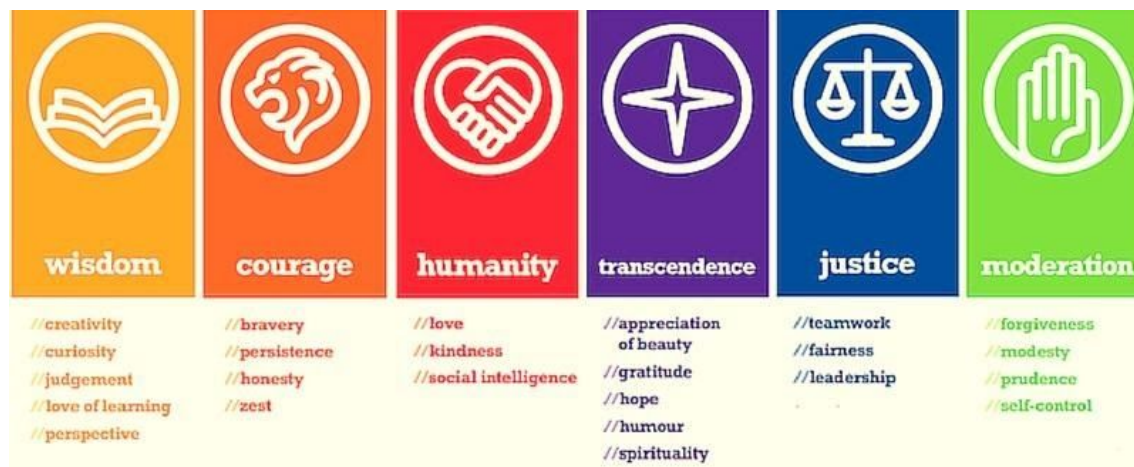 wisdom
//creativity
//curiosity
//judgement
//love of learning
//perspective
courage
//bravery
//persistence
//honesty
//zest
humanity
//love
//kindness
//social intelligence
transcendence
//appreciation
of beauty
//gratitude
//hope
//humour
//spirituality
justice
//teamwork
//fairness
//leadership
moderation
//forgiveness
//modesty
//prudence
//self-control